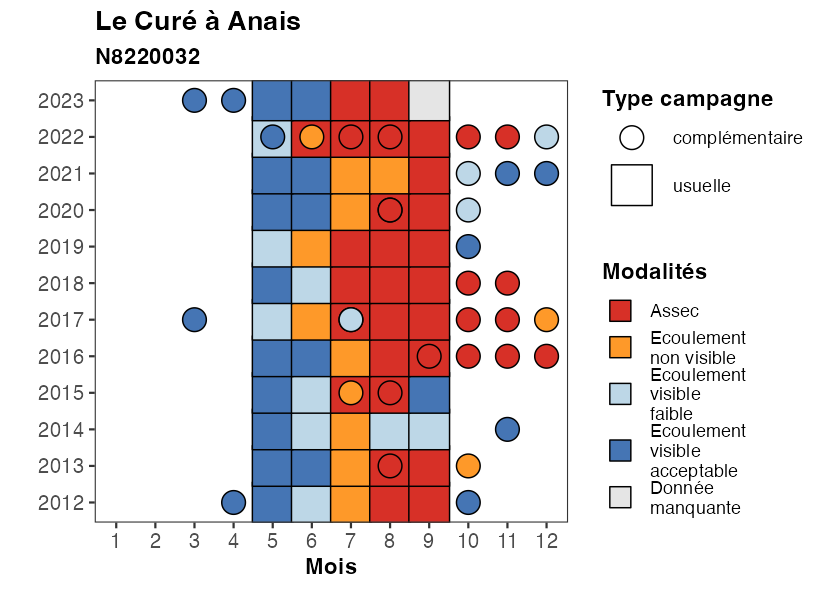 Le Curé à Anais
N8220032
2023
2022
2021
2020
2019
2018
2017
2016
2015
2014
2013
2012
1 2 3 4 5 6 7 8 9 10 11 12
Mois
Type campagne
complémentaire
usuelle
Modalités
Assec
Ecoulement
non visible
Ecoulement
visible
faible
Ecoulement
visible
acceptable
Donnée
manquante